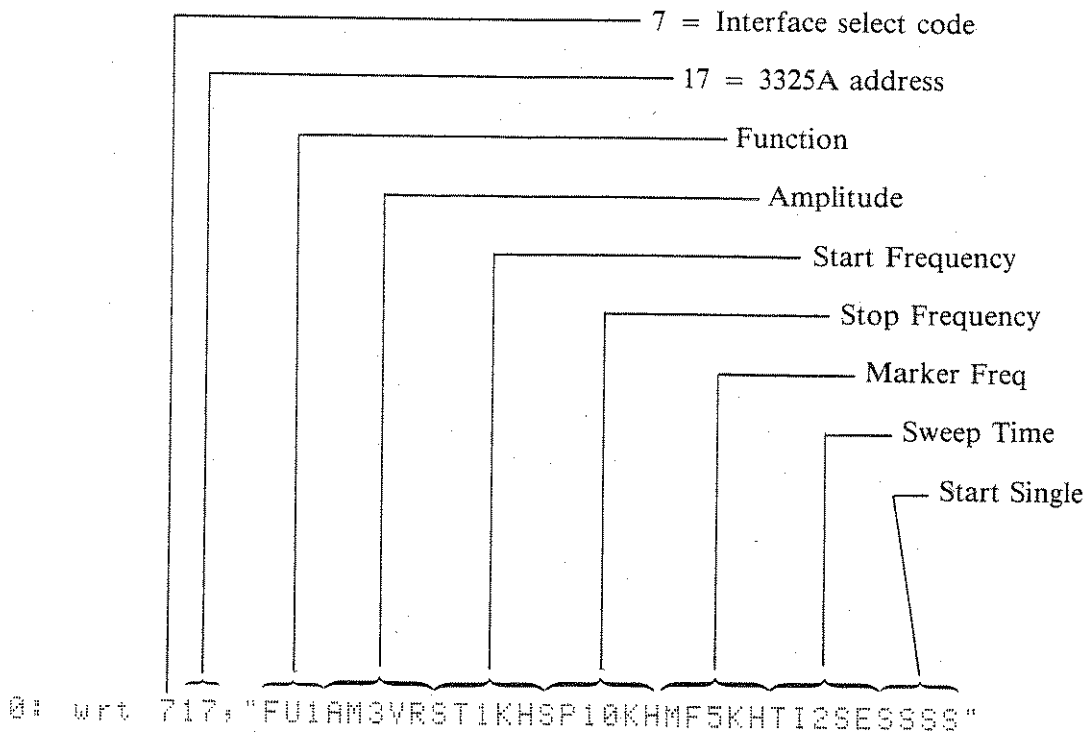 7 = Interface select code
17 = 3325A address
Function
Amplitude
Start Frequency
Stop Frequency
Marker Freq
Sweep Time
Start Single
0: wrt 717,"FU1AM3VRST1KHSP10KHMF5KHTI2SESSSS"